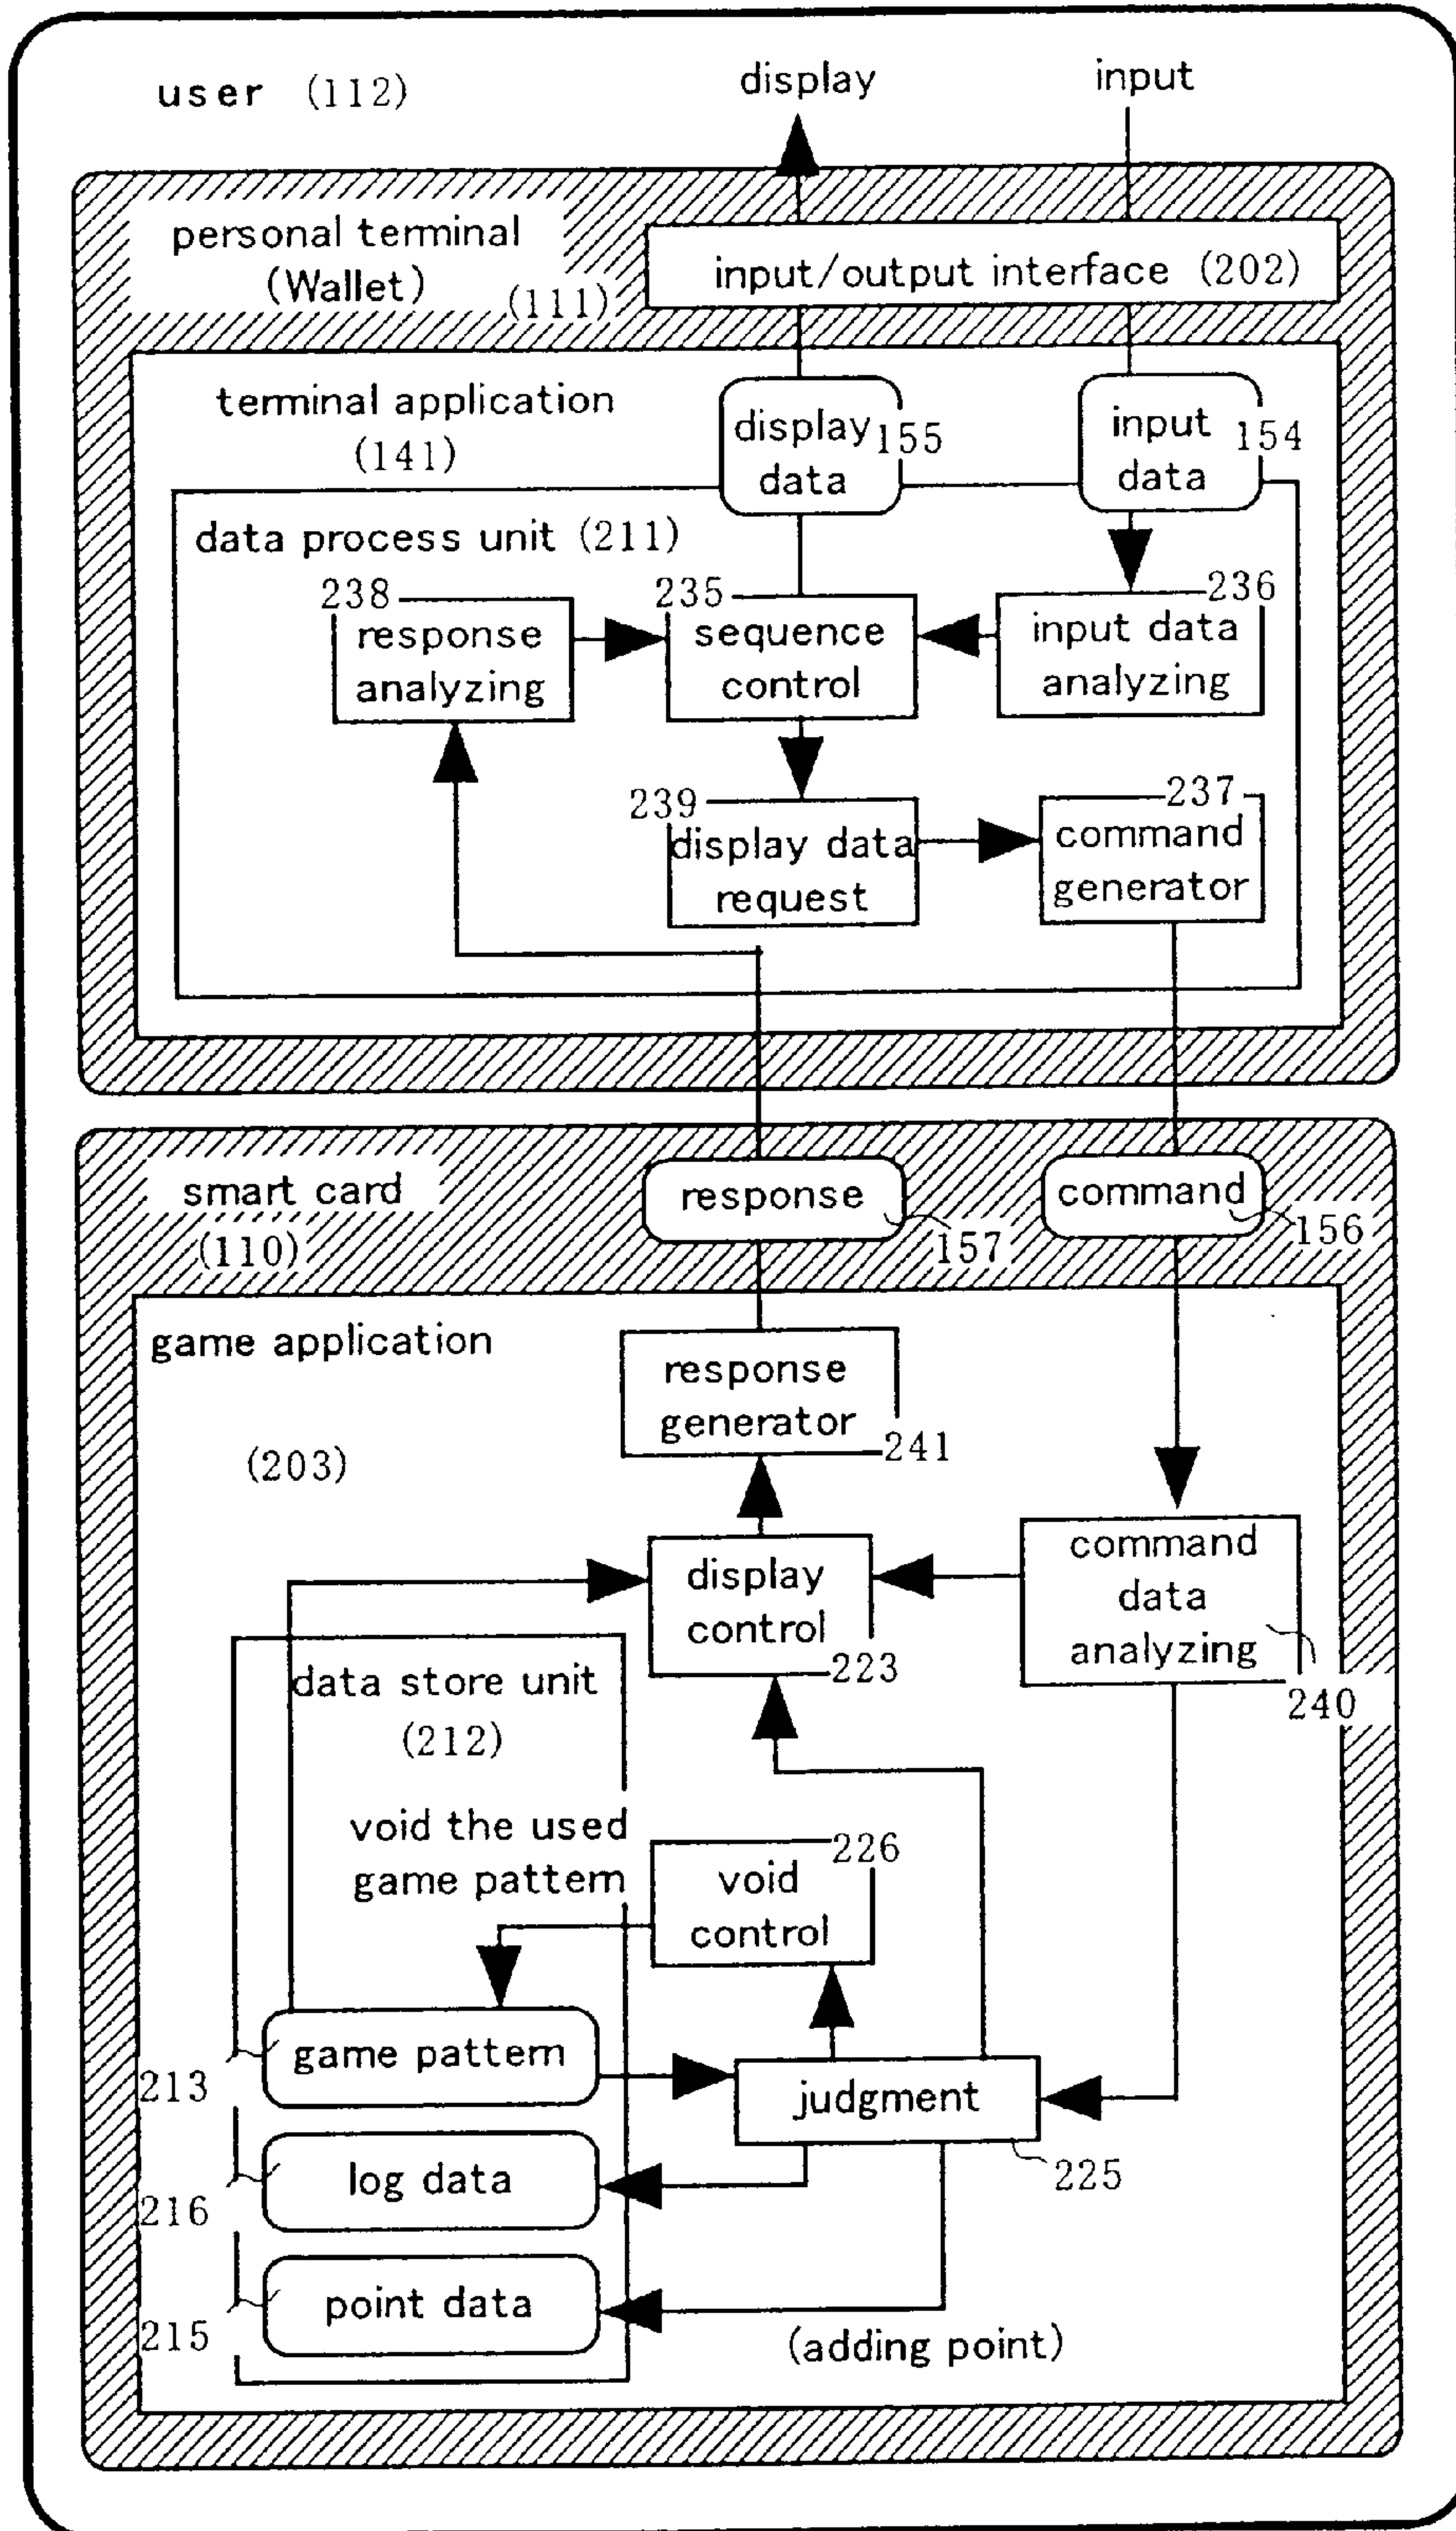 user (112)
display
input
personal terminal
(Wallet)
(111)
input/output interface (202)
terminal application
(141)
display
data
155
input
data
154
data process unit (211)
238
response
analyzing
235
sequence
control
236
input data
analyzing
239
display data
request
237
command
generator
smart card
(110)
response
157
command
156
game application
(203)
response
generator
241
display
control
223
command
data
analyzing
240
data store unit
(212)
void the used
game pattern
226
void
control
game pattern
213
judgment
225
log data
216
point data
215
(adding point)